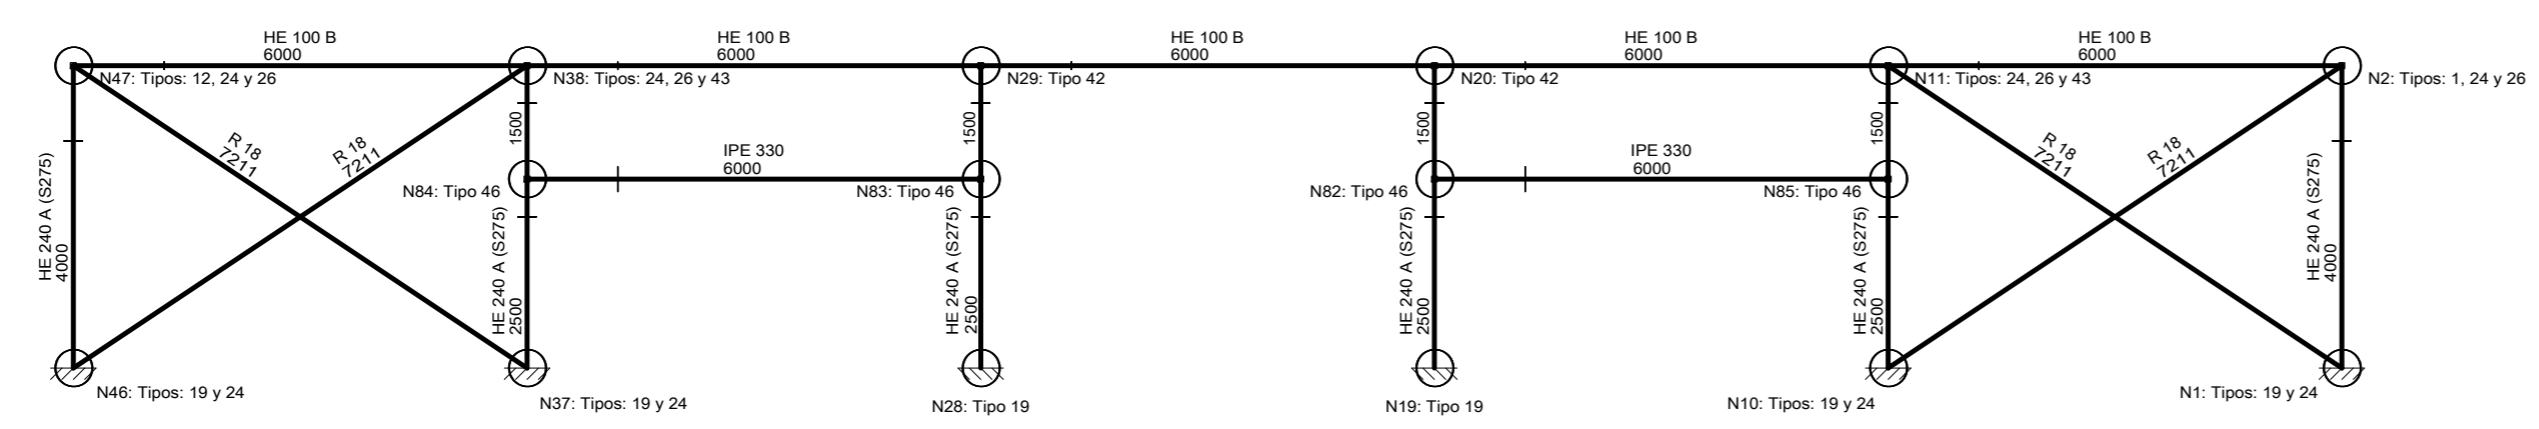 HE 100 B
6000
HE 100 B
6000
HE 100 B
6000
HE 100 B
6000
HE 100 B
6000
N47: Tipos: 12, 24 y 26
N38: Tipos: 24, 26 y 43
N29: Tipo 42
N20: Tipo 42
N11: Tipos: 24, 26 y 43
N2: Tipos: 1, 24 y 26
R 18
7211
R 18
7211
1500
1500
1500
1500
R 18
7211
R 18
7211
IPE 330
6000
IPE 330
6000
N84: Tipo 46
N83: Tipo 46
N82: Tipo 46
N85: Tipo 46
HE 240 A (S275)
4000
HE 240 A (S275)
2500
HE 240 A (S275)
2500
HE 240 A (S275)
2500
HE 240 A (S275)
2500
HE 240 A (S275)
4000
N46: Tipos: 19 y 24
N37: Tipos: 19 y 24
N28: Tipo 19
N19: Tipo 19
N10: Tipos: 19 y 24
N1: Tipos: 19 y 24